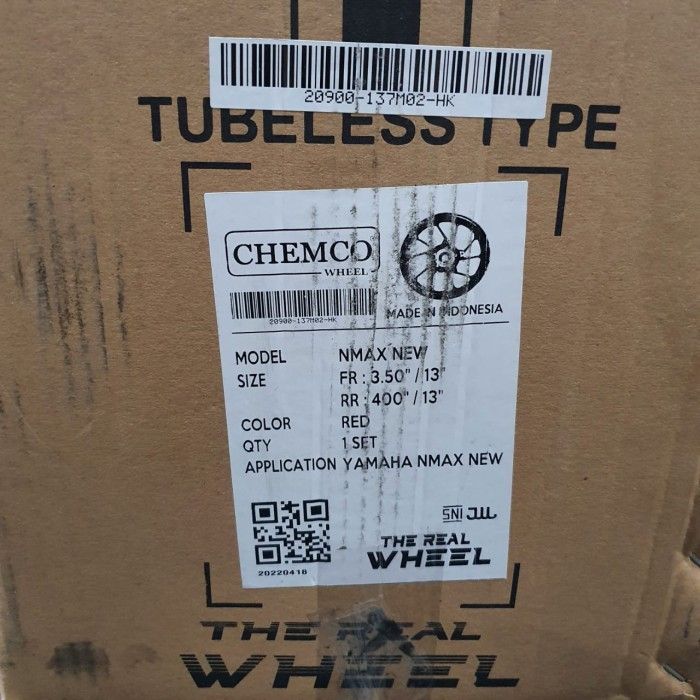 20900-137M02-HK
TUBELESS TYPE
CHEMCO
WHEEL
20900-137M02-HK
MADE IN INDONESIA
MODEL NMAX NEW
SIZE FR : 3.50" / 13"
RR : 400" / 13"
COLOR RED
QTY 1 SET
APPLICATION YAMAHA NMAX NEW
SNI JWL
20220418
THE REAL
WHEEL
THE REAL
WHEEL